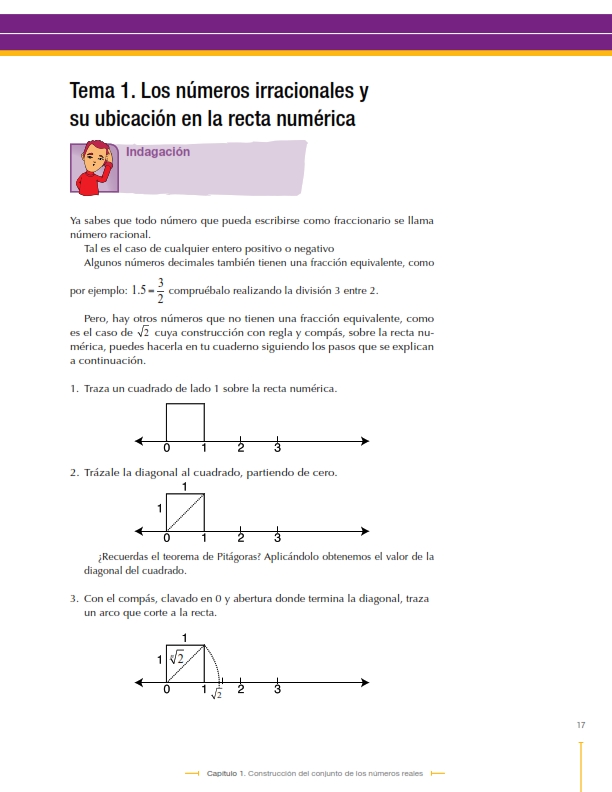 Tema 1. Los números irracionales y
su ubicación en la recta numérica
Indagación
Ya sabes que todo número que pueda escribirse como fraccionario se llama
número racional.
Tal es el caso de cualquier entero positivo o negativo
Algunos números decimales también tienen una fracción equivalente, como
por ejemplo: 1.5 = 3/2 compruébalo realizando la división 3 entre 2.
Pero, hay otros números que no tienen una fracción equivalente, como
es el caso de √2 cuya construcción con regla y compás, sobre la recta nu-
mérica, puedes hacerla en tu cuaderno siguiendo los pasos que se explican
a continuación.
1. Traza un cuadrado de lado 1 sobre la recta numérica.
0 1 2 3
2. Trázale la diagonal al cuadrado, partiendo de cero.
1
1
0 1 2 3
¿Recuerdas el teorema de Pitágoras? Aplicándolo obtenemos el valor de la
diagonal del cuadrado.
3. Con el compás, clavado en 0 y abertura donde termina la diagonal, traza
un arco que corte a la recta.
1
1 √2
0 1 √2 2 3
17
Capítulo 1. Construcción del conjunto de los números reales